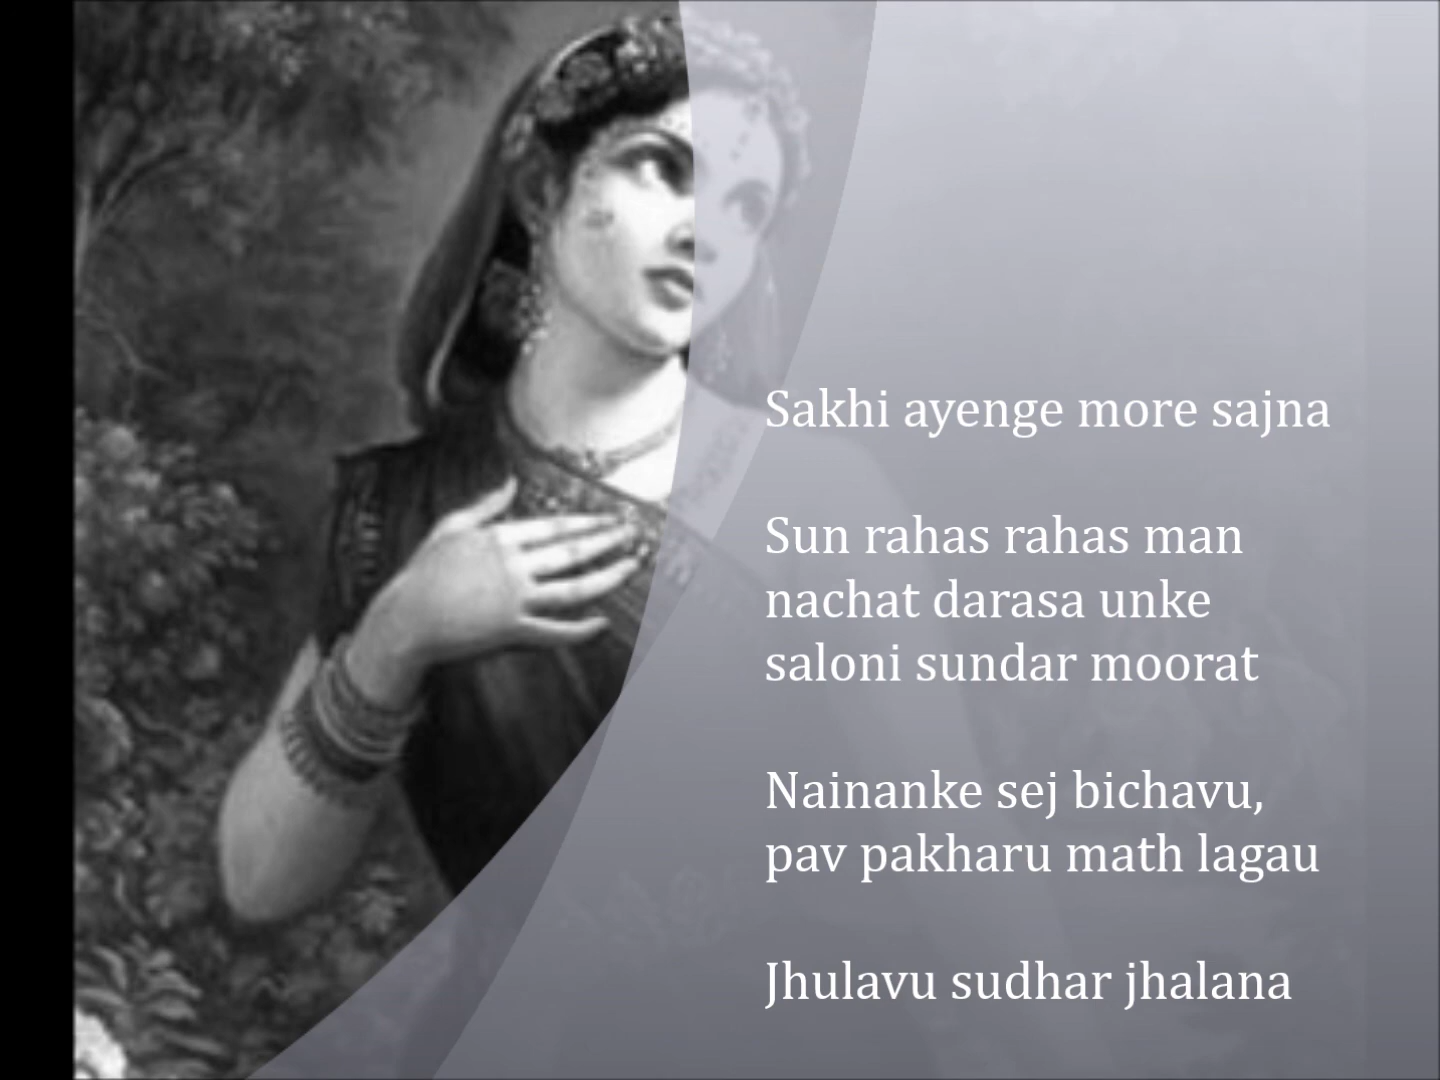 Sakhi ayenge more sajna
Sun rahas rahas man
nachat darasa unke
saloni sundar moorat
Nainanke sej bichavu,
pav pakharu math lagau
Jhulavu sudhar jhalana